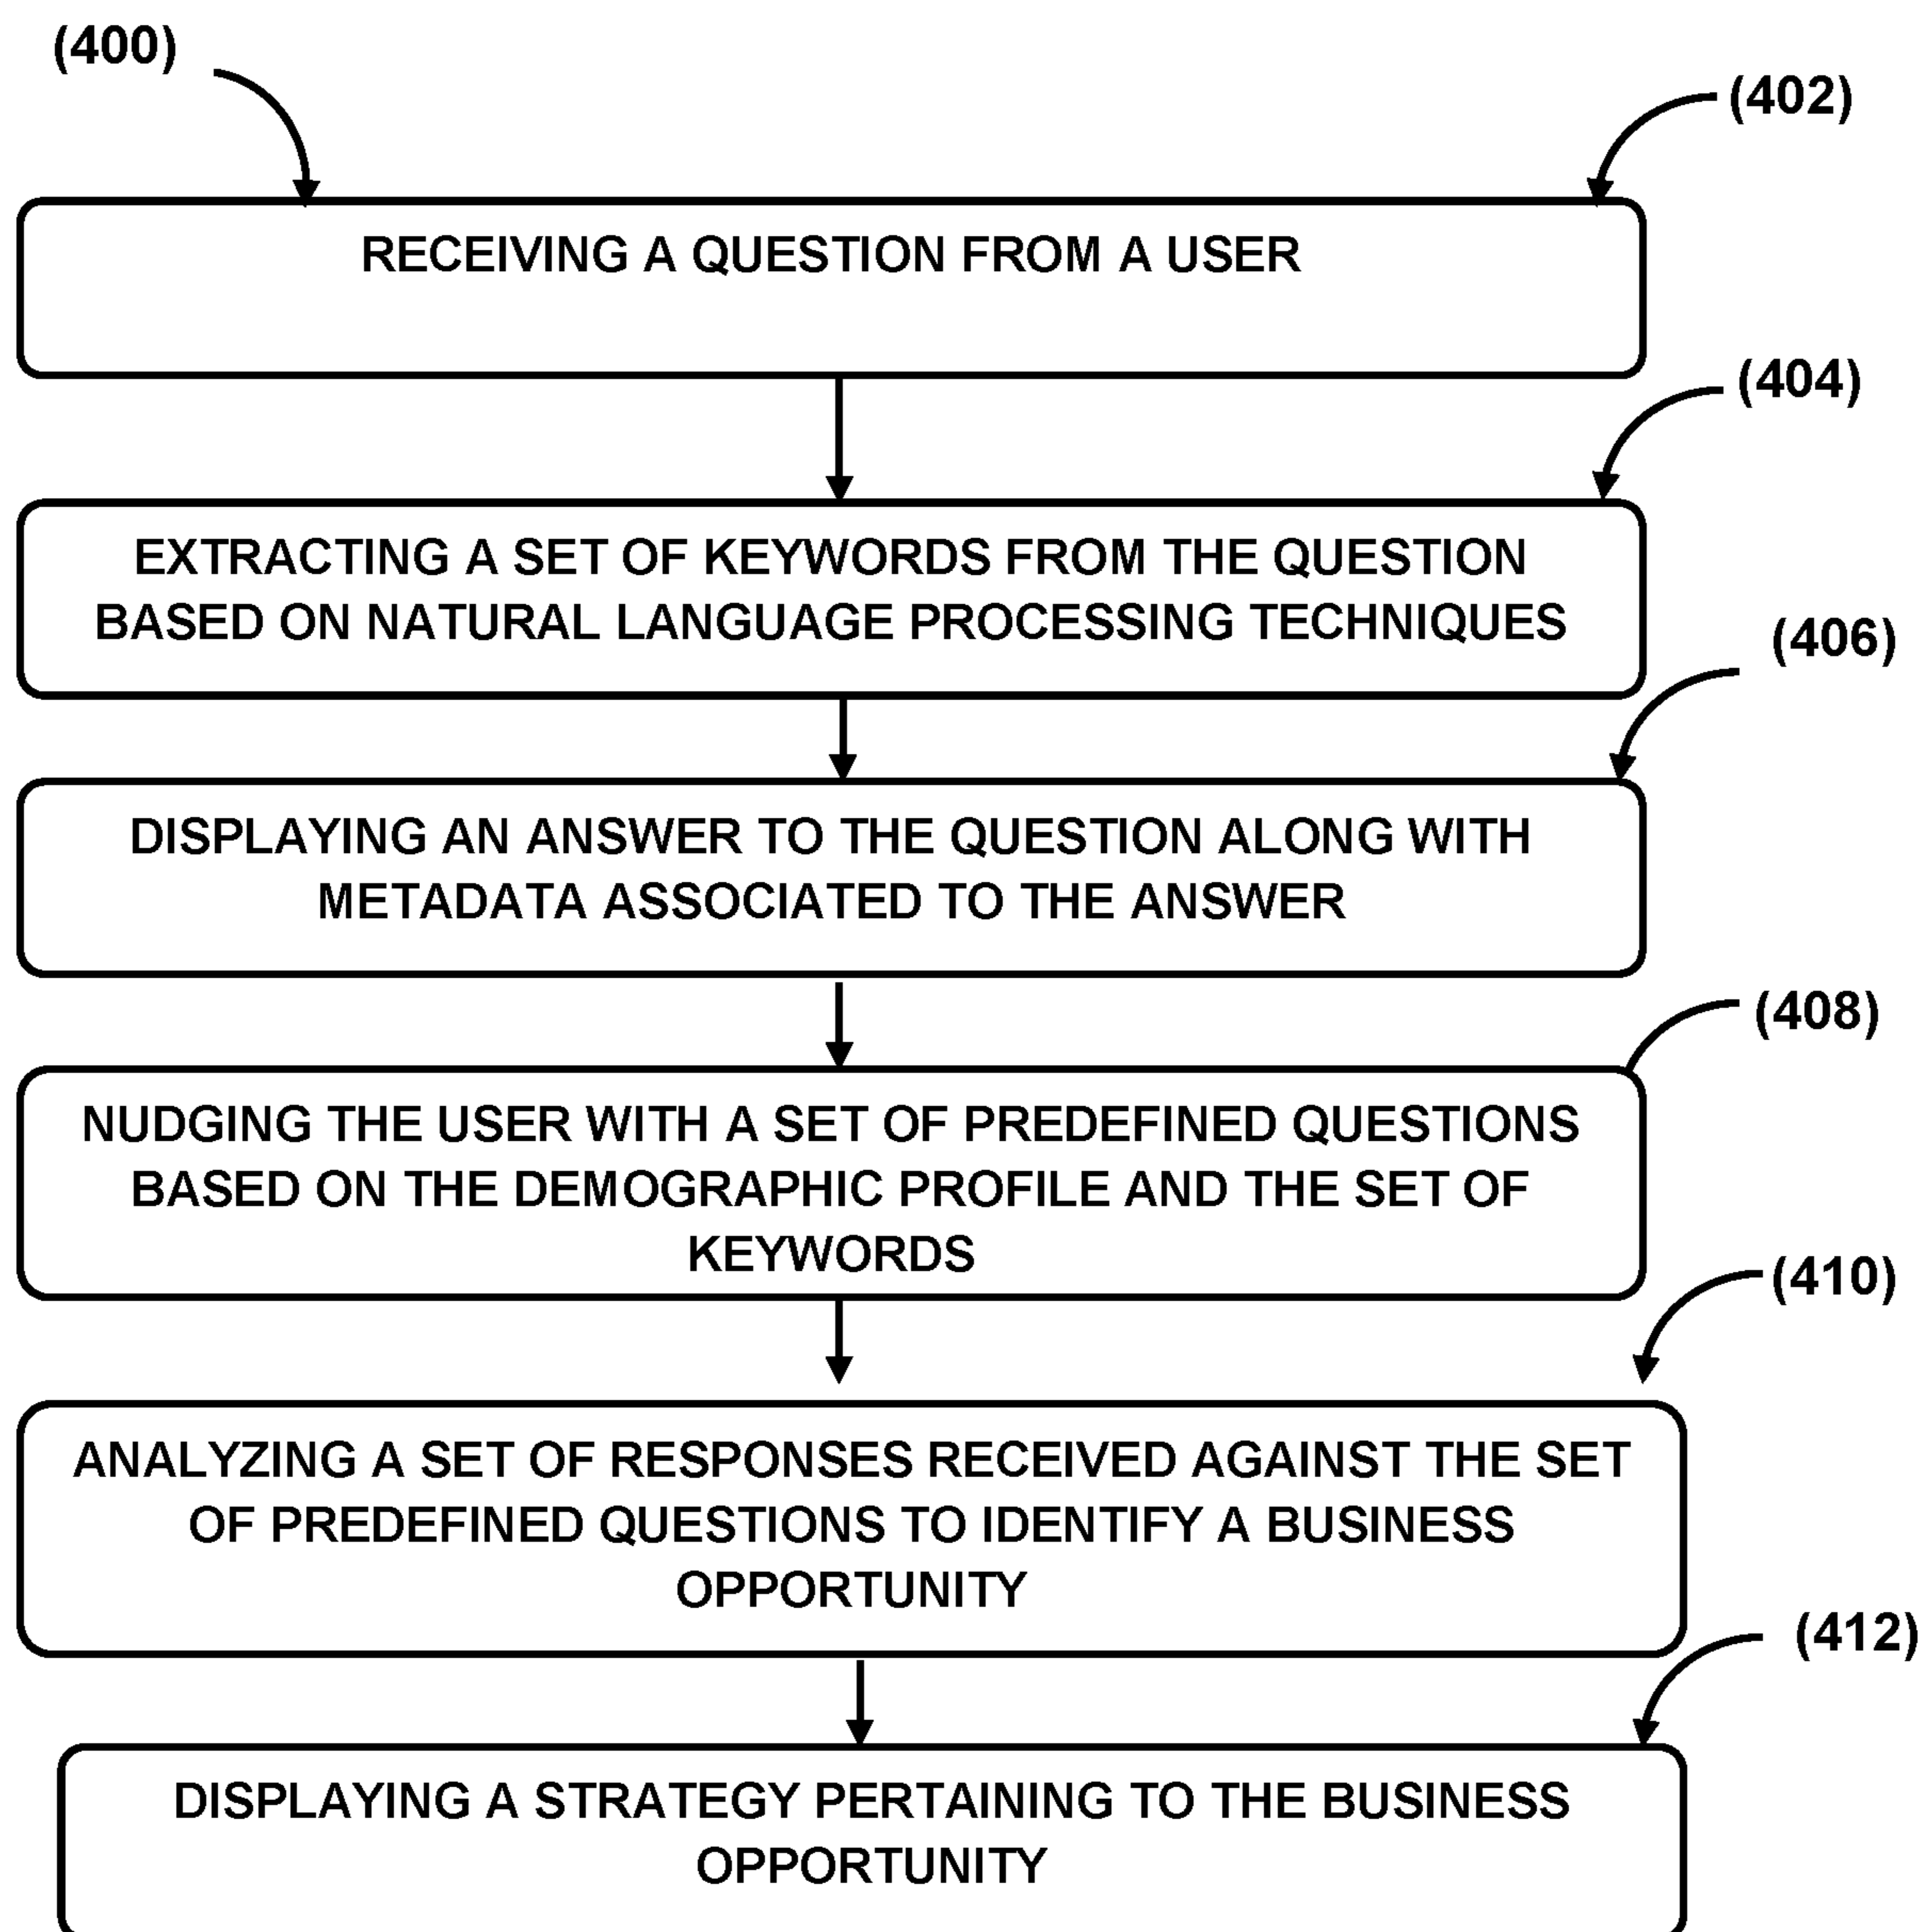 (400)
(402)
RECEIVING A QUESTION FROM A USER
(404)
EXTRACTING A SET OF KEYWORDS FROM THE QUESTION
BASED ON NATURAL LANGUAGE PROCESSING TECHNIQUES
(406)
DISPLAYING AN ANSWER TO THE QUESTION ALONG WITH
METADATA ASSOCIATED TO THE ANSWER
(408)
NUDGING THE USER WITH A SET OF PREDEFINED QUESTIONS
BASED ON THE DEMOGRAPHIC PROFILE AND THE SET OF
KEYWORDS
(410)
ANALYZING A SET OF RESPONSES RECEIVED AGAINST THE SET
OF PREDEFINED QUESTIONS TO IDENTIFY A BUSINESS
OPPORTUNITY
(412)
DISPLAYING A STRATEGY PERTAINING TO THE BUSINESS
OPPORTUNITY